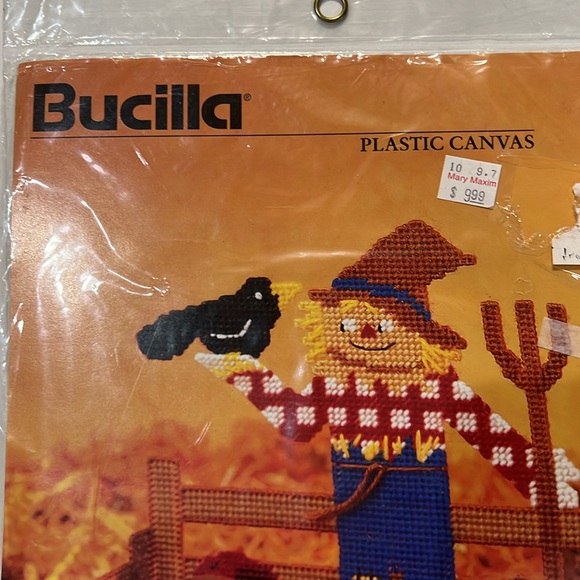 Bucilla®
PLASTIC CANVAS
10 9.7
Mary Maxim
$ 999